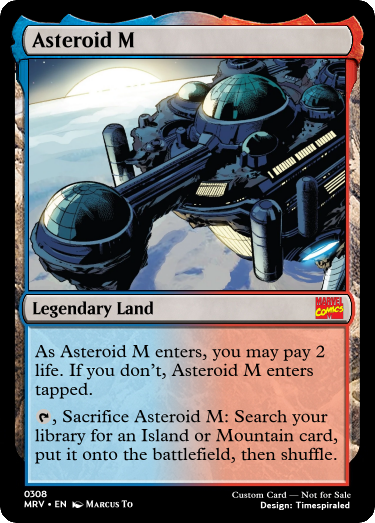 Asteroid M
Legendary Land
MARVEL
COMICS
As Asteroid M enters, you may pay 2
life. If you don't, Asteroid M enters
tapped.
, Sacrifice Asteroid M: Search your
library for an Island or Mountain card,
put it onto the battlefield, then shuffle.
0308
MRV • EN Marcus To
Custom Card — Not for Sale
Design: Timespiraled